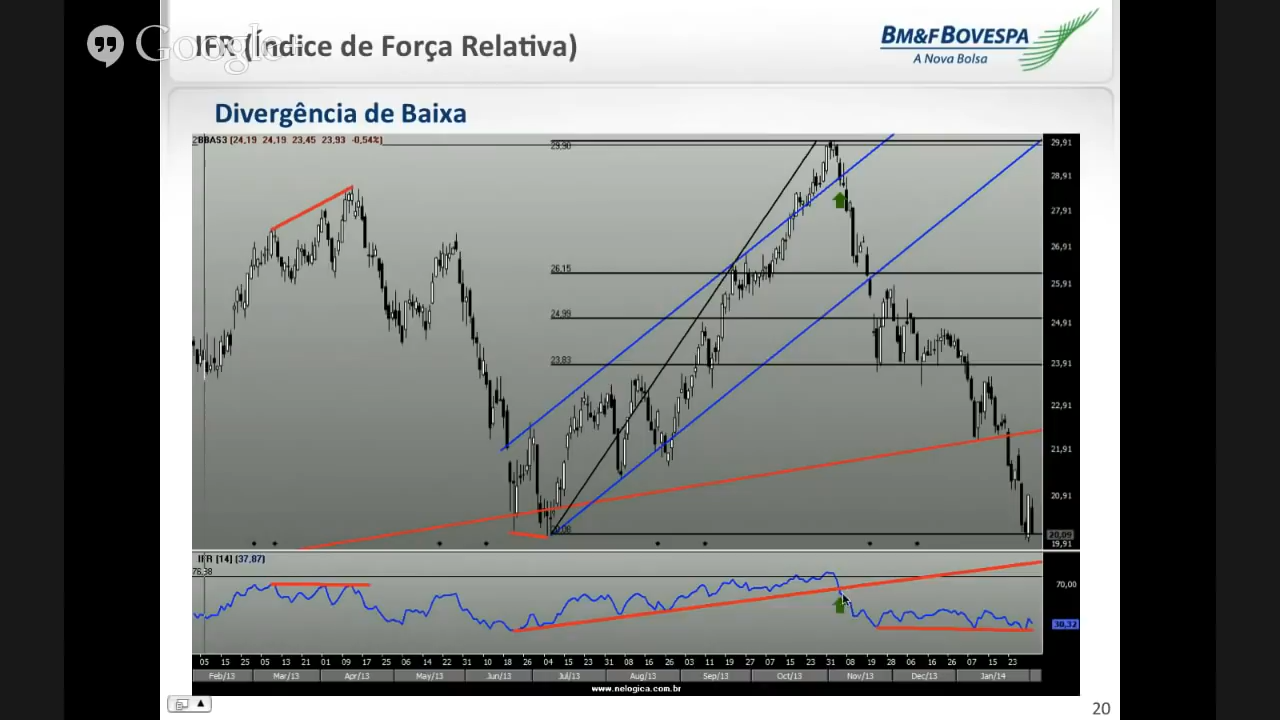 Google+
IFR (Índice de Força Relativa)
BM&FBOVESPA
A Nova Bolsa
Divergência de Baixa
BBAS3 [24,19 24,19 23,45 23,93 -0,54%]
29,90
29,91
28,91
27,91
26,91
26,15
25,91
24,99
24,91
23,83
23,91
22,91
21,91
20,91
20,08
20,09
19,91
IFR [14] [37,87]
76,38
70,00
30,32
05 15 25 05 13 21 01 09 17 25 06 14 22 31 10 18 26 04 15 23 31 08 16 26 03 11 19 27 07 15 23 31 08 19 28 06 16 26 07 15 23
Feb/13 Mar/13 Apr/13 May/13 Jun/13 Jul/13 Aug/13 Sep/13 Oct/13 Nov/13 Dec/13 Jan/14
www.nelogica.com.br
20